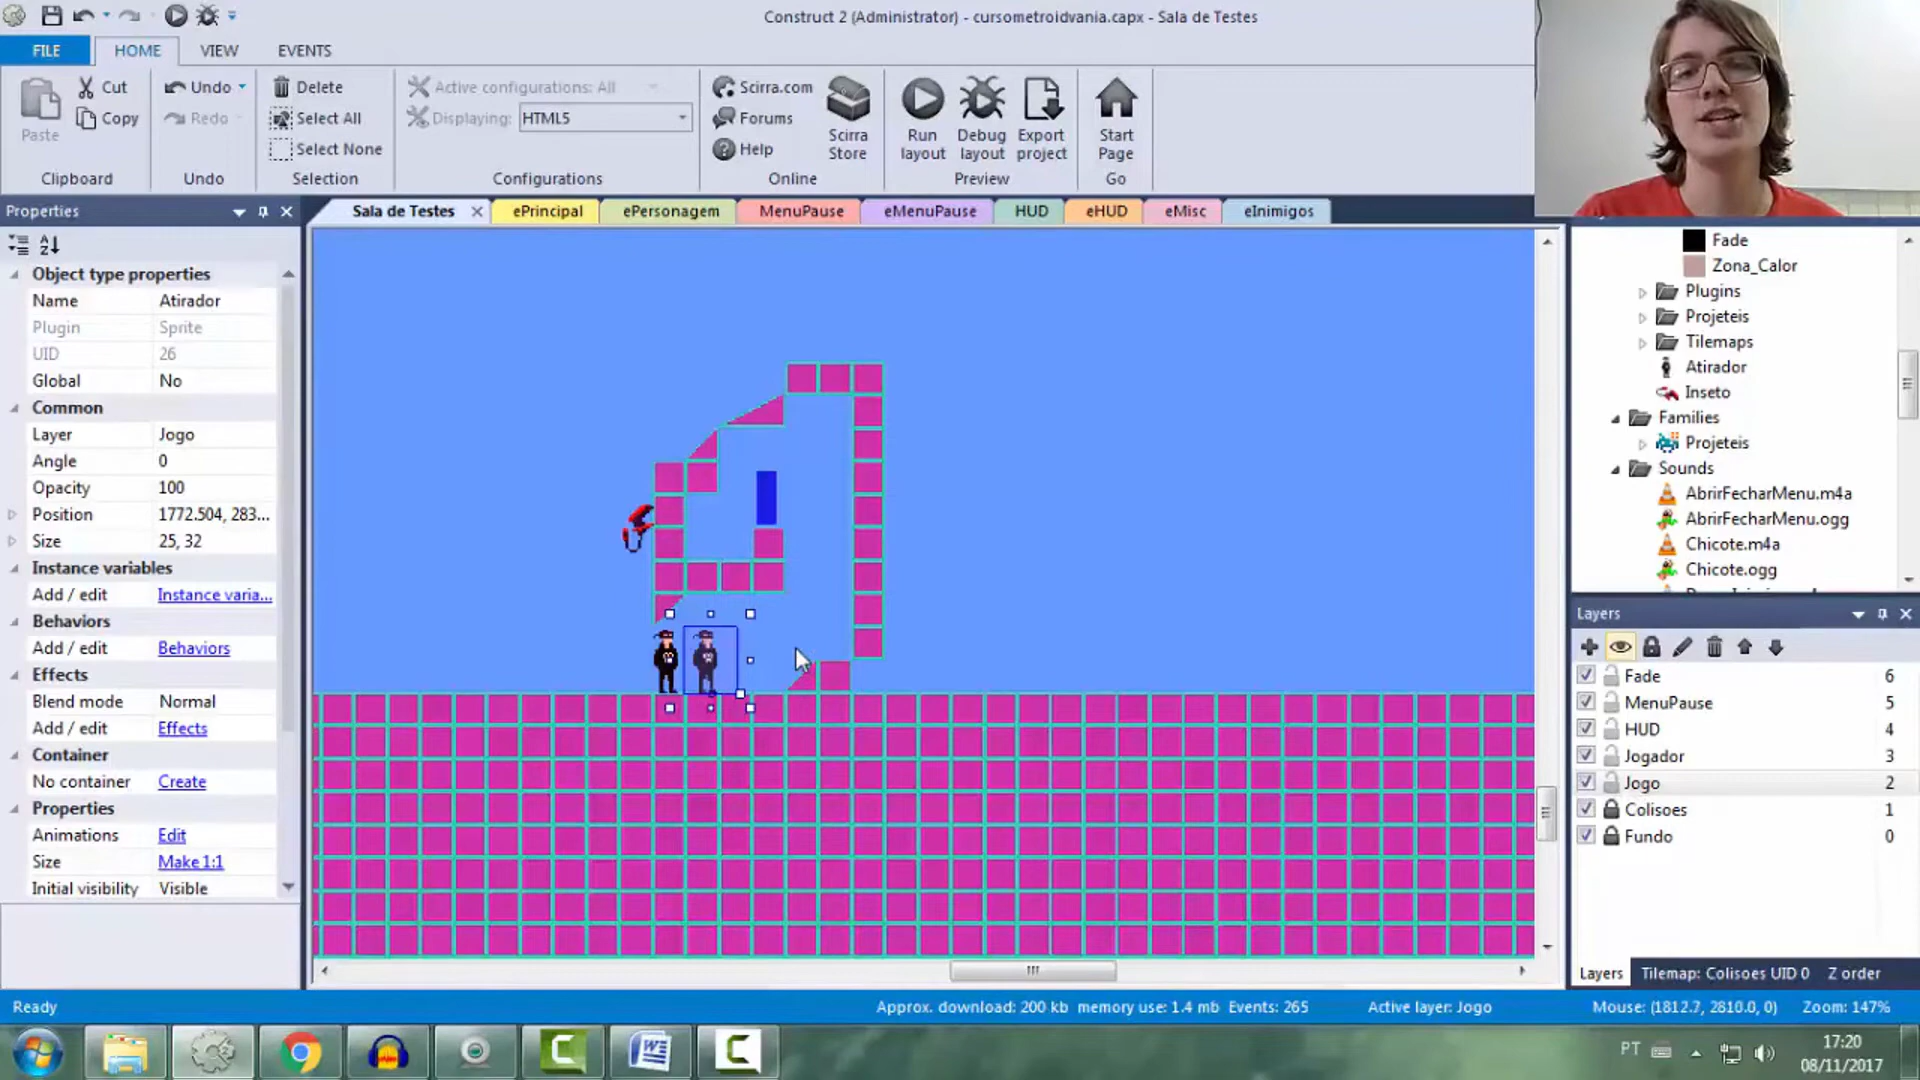 Construct 2 (Administrator) - cursometroidvania.capx - Sala de Testes
FILE HOME VIEW EVENTS
Paste Cut Copy Clipboard
Undo Redo Undo
Delete Select All Select None Selection
Active configurations: All
Displaying: HTML5
Configurations
Scirra.com Forums Help Scirra Store Online
Run layout Debug layout Export project Preview
Start Page Go
Properties
Sala de Testes ePrincipal ePersonagem MenuPause eMenuPause HUD eHUD eMisc eInimigos
Object type properties
Name Atirador
Plugin Sprite
UID 26
Global No
Common
Layer Jogo
Angle 0
Opacity 100
Position 1772.504, 283...
Size 25, 32
Instance variables
Add / edit Instance varia...
Behaviors
Add / edit Behaviors
Effects
Blend mode Normal
Add / edit Effects
Container
No container Create
Properties
Animations Edit
Size Make 1:1
Initial visibility Visible
Fade
Zona_Calor
Plugins
Projeteis
Tilemaps
Atirador
Inseto
Families
Projeteis
Sounds
AbrirFecharMenu.m4a
AbrirFecharMenu.ogg
Chicote.m4a
Chicote.ogg
Layers
Fade 6
MenuPause 5
HUD 4
Jogador 3
Jogo 2
Colisoes 1
Fundo 0
Layers Tilemap: Colisoes UID 0 Z order
Ready Approx. download: 200 kb memory use: 1.4 mb Events: 265 Active layer: Jogo Mouse: (1812.7, 2810.0, 0) Zoom: 147%
PT 17:20
08/11/2017